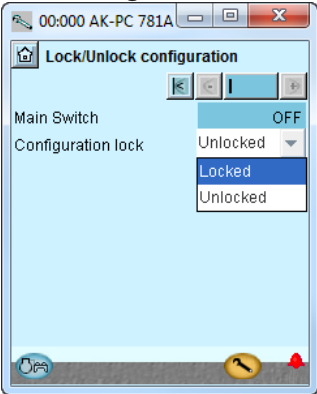 00:000 AK-PC 781A
Lock/Unlock configuration
Main Switch OFF
Configuration lock Unlocked
Locked
Unlocked